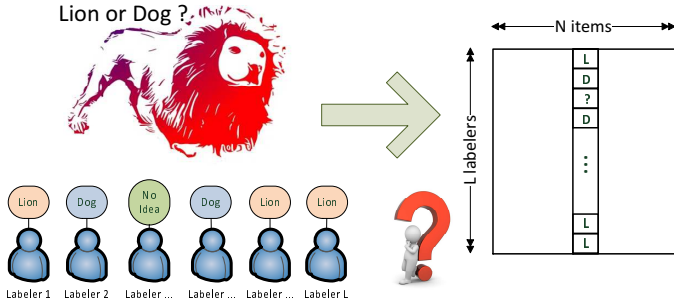 Lion or Dog ?
N items
L labelers
L
D
?
D
⋮
L
L
Lion
Dog
No
Idea
Dog
Lion
Lion
Labeler 1
Labeler 2
Labeler ...
Labeler ...
Labeler ...
Labeler L